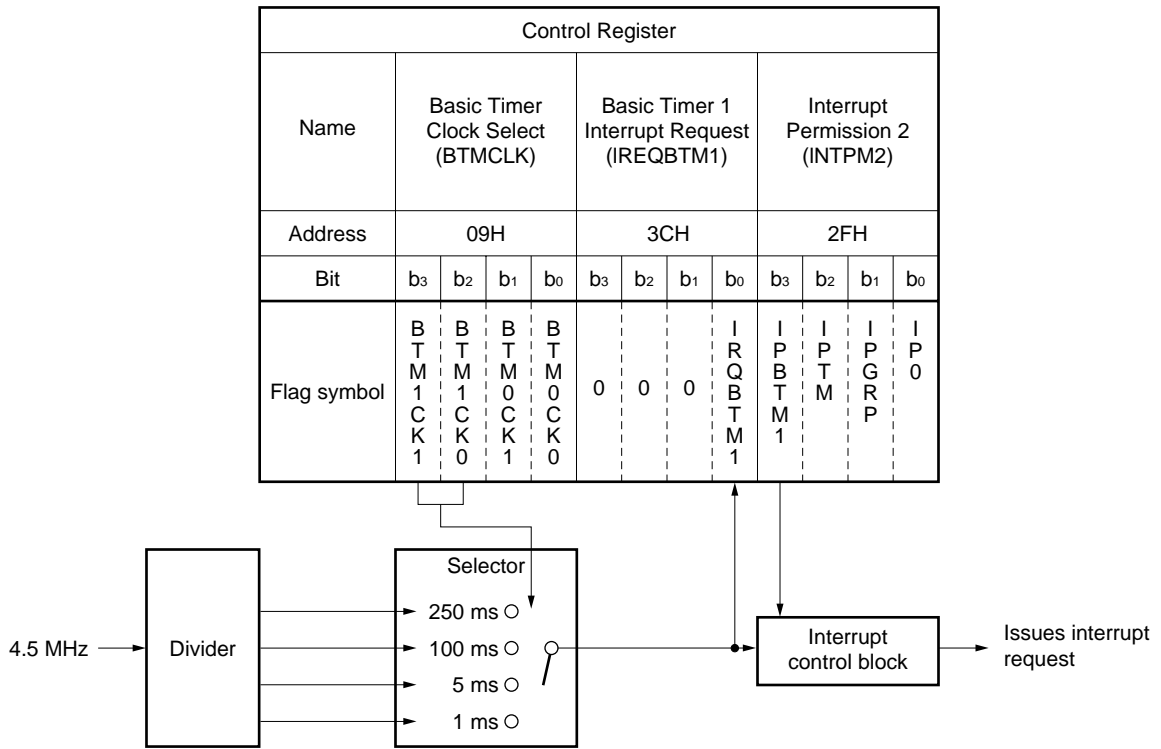 Control Register
Name
Basic Timer
Clock Select
(BTMCLK)
Basic Timer 1
Interrupt Request
(IREQBTM1)
Interrupt
Permission 2
(INTPM2)
Address
09H
3CH
2FH
Bit
b3
b2
b1
b0
b3
b2
b1
b0
b3
b2
b1
b0
Flag symbol
BTM1CK1
BTM1CK0
BTM0CK1
BTM0CK0
0
0
0
IRQBTM1
IPBTM1
IPTM
IPGRP
IP0
4.5 MHz
Divider
Selector
250 ms
100 ms
5 ms
1 ms
Interrupt
control block
Issues interrupt
request